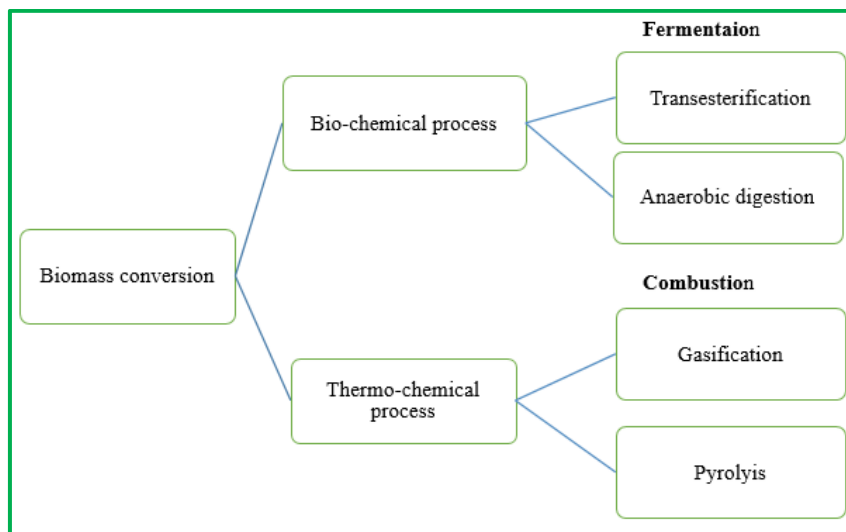 Fermentaion
Transesterification
Bio-chemical process
Anaerobic digestion
Biomass conversion
Combustion
Gasification
Thermo-chemical
process
Pyrolyis